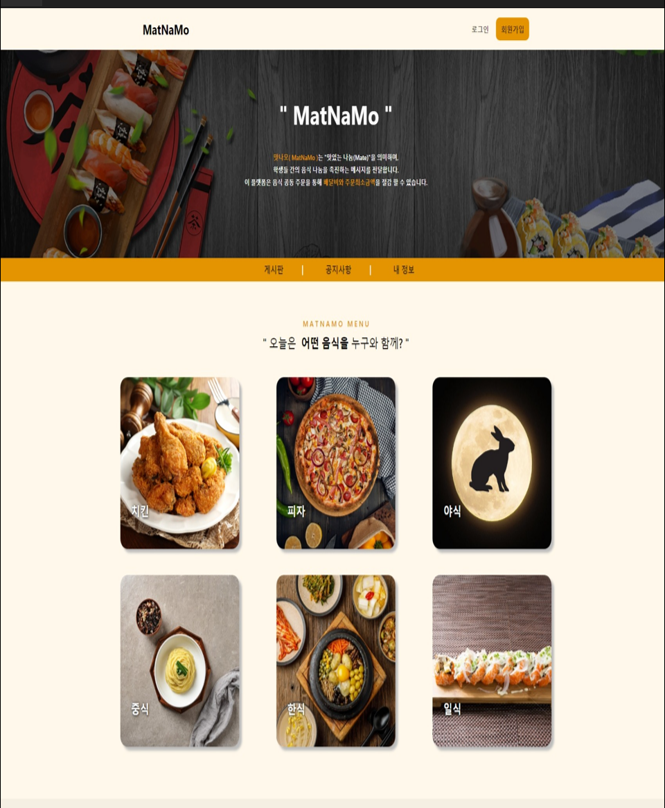 MatNaMo
로그인
회원가입
" MatNaMo "
맛나모( MatNaMo )는 "맛있는 나눔(Mate)"을 의미하며,
학생들 간의 음식 나눔을 촉진하는 메시지를 전달합니다.
이 플랫폼은 음식 공동 주문을 통해 배달비와 주문최소금액을 절감 할 수 있습니다.
게시판 | 공지사항 | 내 정보
MATNAMO MENU
" 오늘은 어떤 음식을 누구와 함께? "
치킨
피자
야식
중식
한식
일식